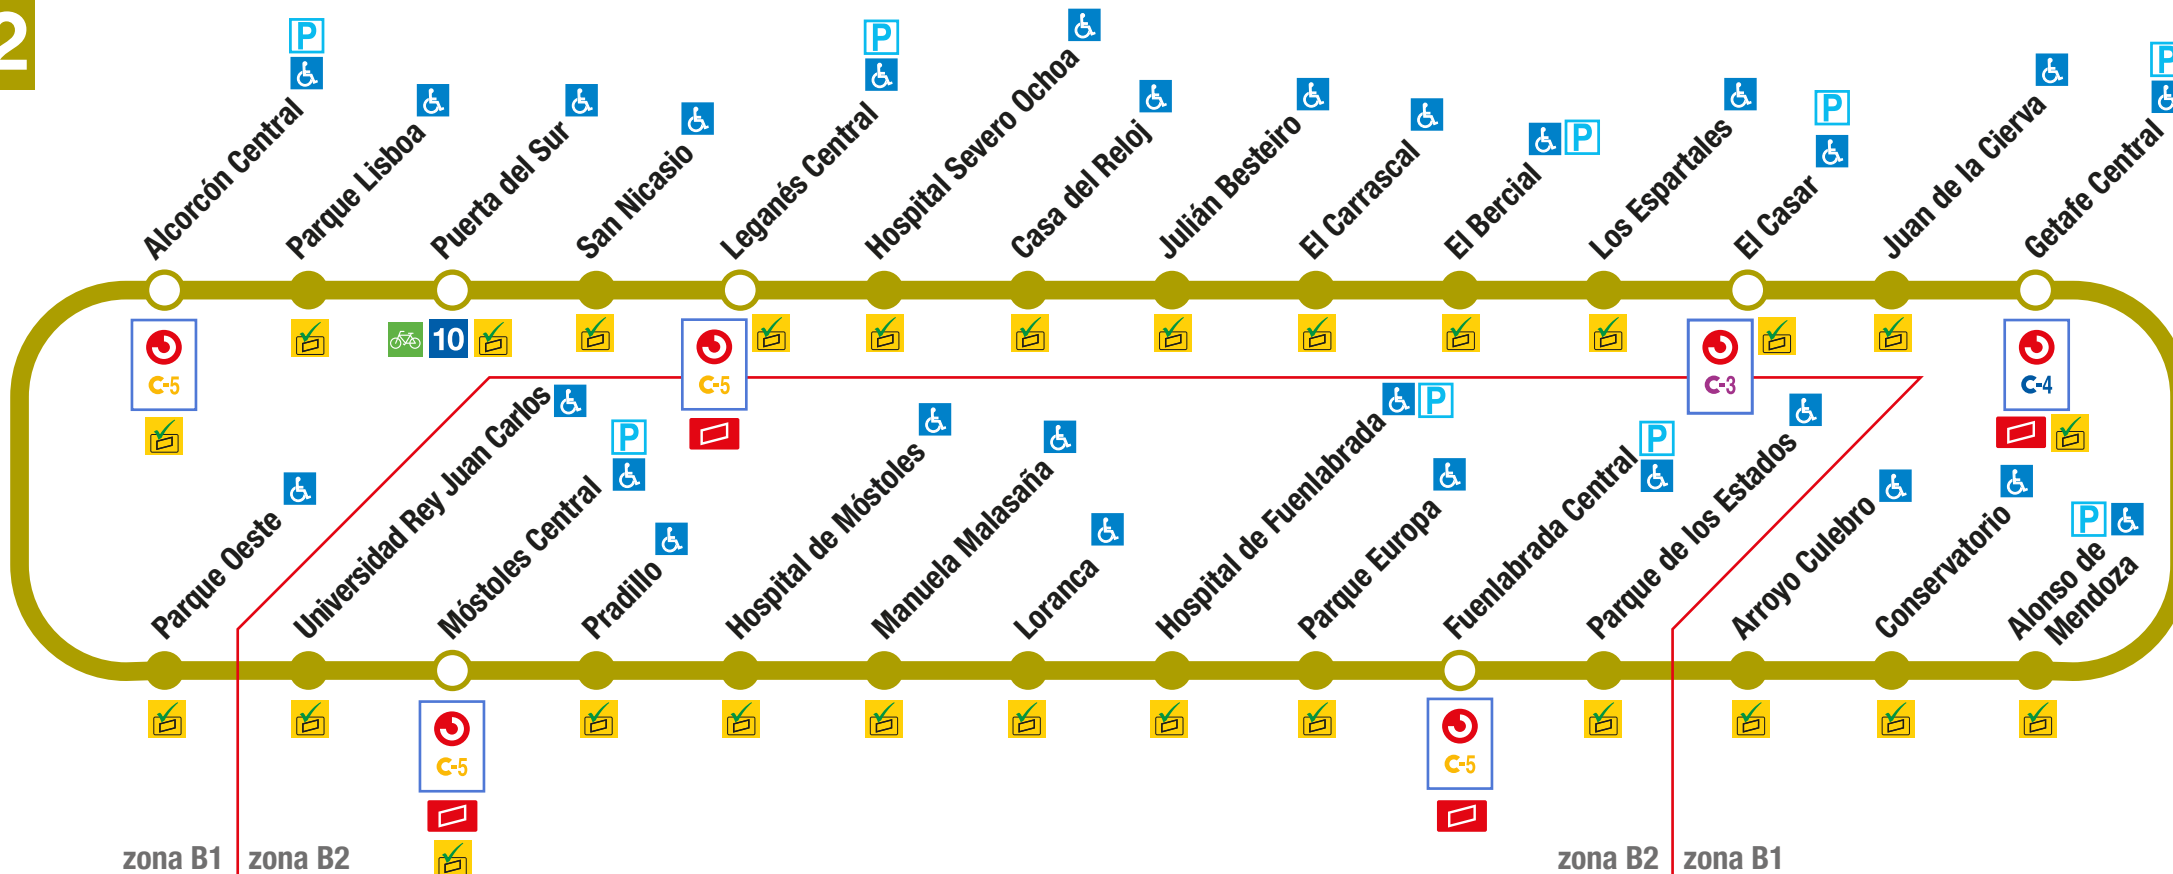 2
P
Alcorcón Central
Parque Lisboa
Puerta del Sur
San Nicasio
P
Leganés Central
Hospital Severo Ochoa
Casa del Reloj
Julián Besteiro
El Carrascal
P
El Bercial
Los Espartales
P
El Casar
Juan de la Cierva
P
Getafe Central
C-5
10
C-5
C-3
C-4
Parque Oeste
Universidad Rey Juan Carlos
P
Móstoles Central
Pradillo
Hospital de Móstoles
Manuela Malasaña
Loranca
P
Hospital de Fuenlabrada
Parque Europa
P
Fuenlabrada Central
Parque de los Estados
Arroyo Culebro
Conservatorio
P
Alonso de
Mendoza
C-5
C-5
zona B1
zona B2
zona B2
zona B1